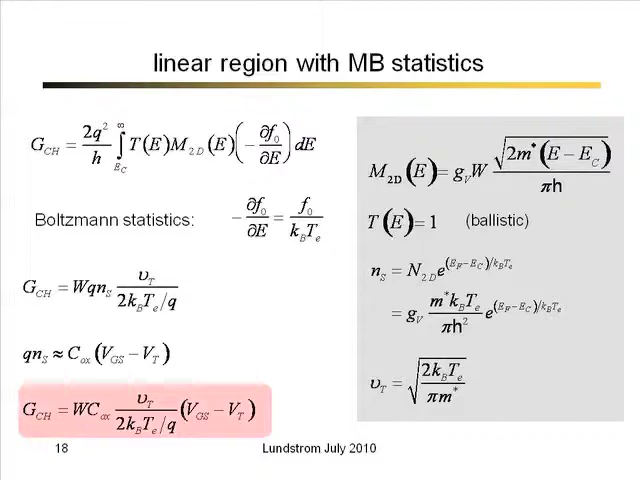 linear region with MB statistics
G_CH = 2q²/h ∫_{E_C}^{∞} T(E) M_2D(E) (−∂f_0/∂E) dE
Boltzmann statistics: −∂f_0/∂E = f_0/(k_B T_e)
G_CH = W q n_S υ_T/(2k_B T_e/q)
q n_S ≈ C_ox (V_GS − V_T)
G_CH = W C_ox υ_T/(2k_B T_e/q) (V_GS − V_T)
M_2D(E) = g_V W √(2m*(E − E_C))/(πh)
T(E) = 1 (ballistic)
n_S = N_2D e^{(E_F − E_C)/k_B T_e}
= g_V m* k_B T_e/(πh²) e^{(E_F − E_C)/k_B T_e}
υ_T = √(2k_B T_e/(πm*))
18
Lundstrom July 2010